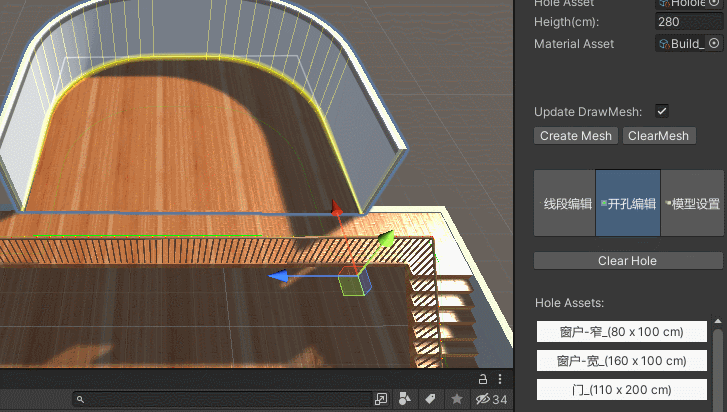 Hole Asset
Heigth(cm):
280
Material Asset
Build_
Update DrawMesh:
Create Mesh
ClearMesh
线段编辑
开孔编辑
模型设置
Clear Hole
Hole Assets:
窗户-窄_(80 x 100 cm)
窗户-宽_(160 x 100 cm)
门_(110 x 200 cm)
34